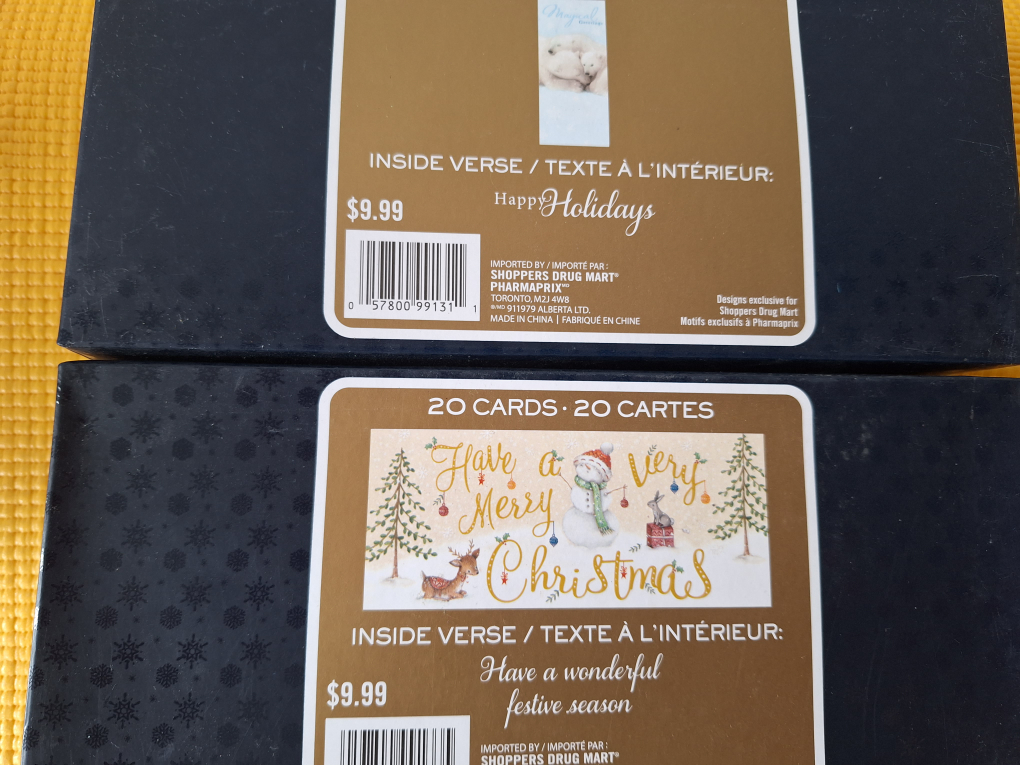 Magical
Holidays
INSIDE VERSE / TEXTE À L'INTÉRIEUR:
Happy Holidays
$9.99
0 57800 99131 1
IMPORTED BY / IMPORTÉ PAR :
SHOPPERS DRUG MART®
PHARMAPRIX MD
TORONTO, M2J 4W8
®/MD 911979 ALBERTA LTD.
MADE IN CHINA | FABRIQUÉ EN CHINE
Designs exclusive for
Shoppers Drug Mart
Motifs exclusifs à Pharmaprix
20 CARDS · 20 CARTES
Have a very
Merry
Christmas
INSIDE VERSE / TEXTE À L'INTÉRIEUR:
Have a wonderful
festive season
$9.99
IMPORTED BY / IMPORTÉ PAR :
SHOPPERS DRUG MART®